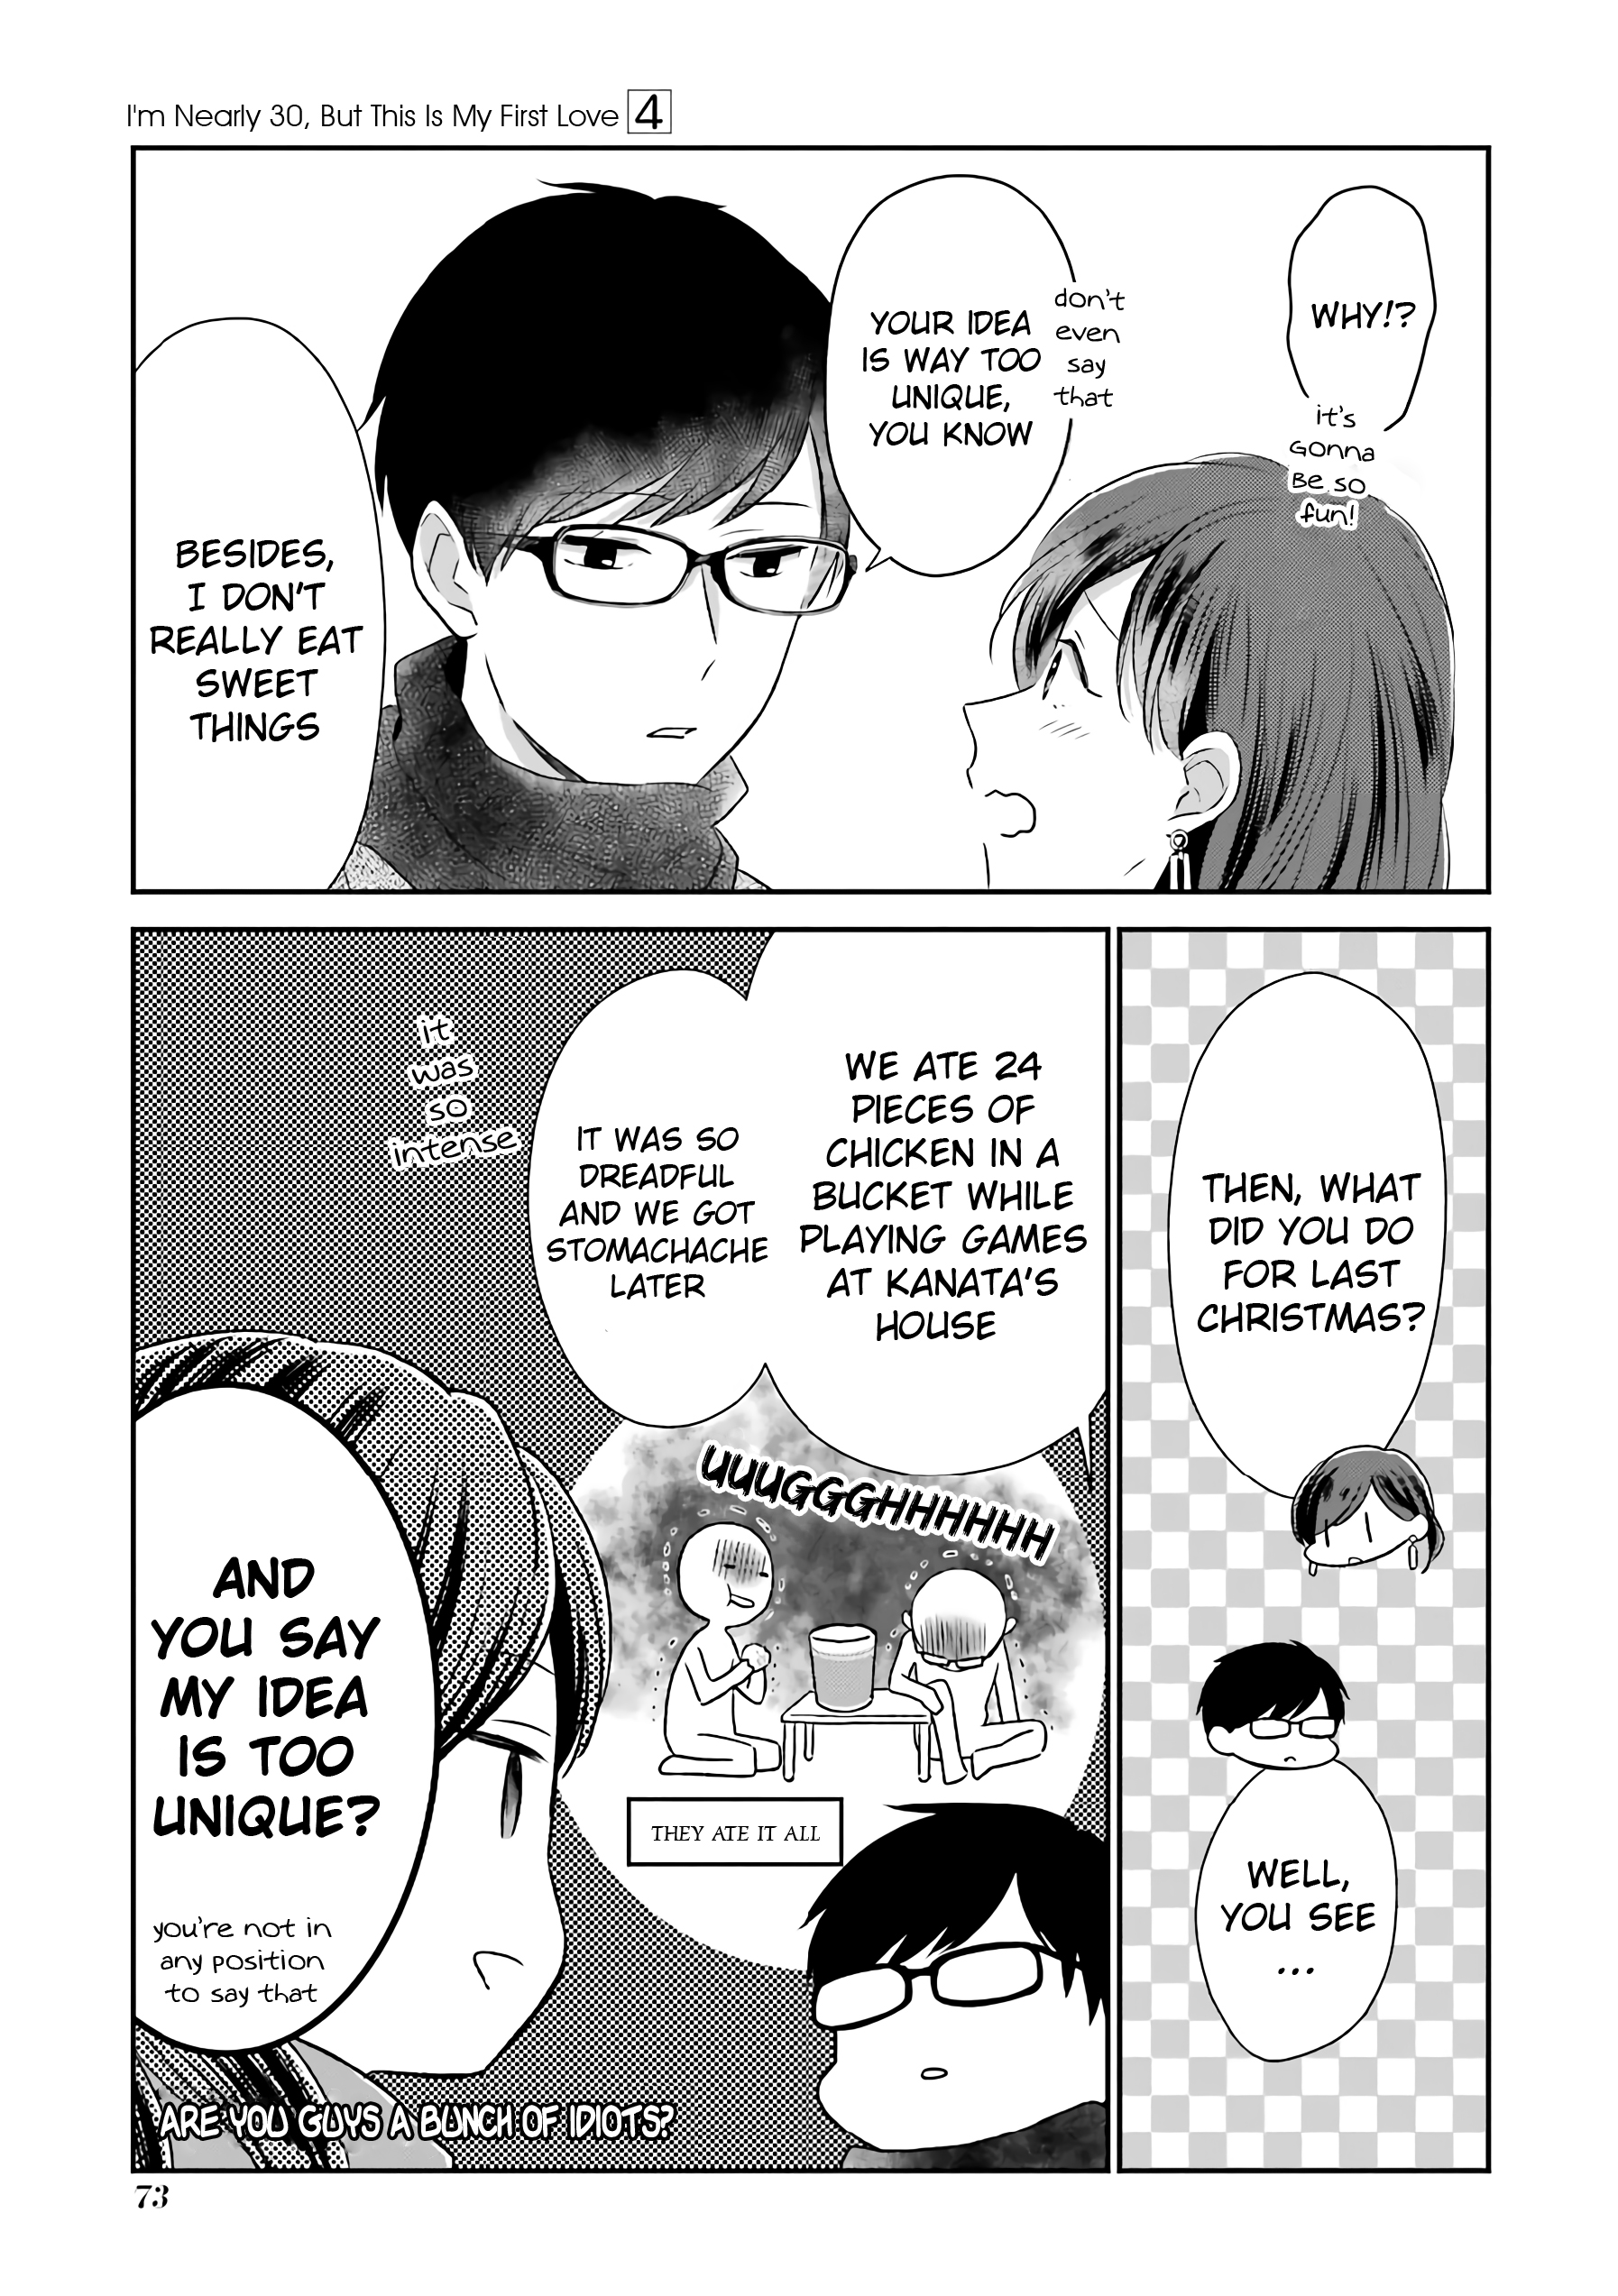 I'm Nearly 30, But This Is My First Love 4
WHY!?
it's
Gonna
Be so
fun!
YOUR IDEA
IS WAY TOO
UNIQUE,
YOU KNOW
don't
even
say
that
BESIDES,
I DON'T
REALLY EAT
SWEET
THINGS
THEN, WHAT
DID YOU DO
FOR LAST
CHRISTMAS?
WELL,
YOU SEE
...
WE ATE 24
PIECES OF
CHICKEN IN A
BUCKET WHILE
PLAYING GAMES
AT KANATA'S
HOUSE
IT WAS SO
DREADFUL
AND WE GOT
STOMACHACHE
LATER
it
was
so
intense
UUUGGGHHHHHH
THEY ATE IT ALL
AND
YOU SAY
MY IDEA
IS TOO
UNIQUE?
you're not in
any position
to say that
ARE YOU GUYS A BUNCH OF IDIOTS?
73